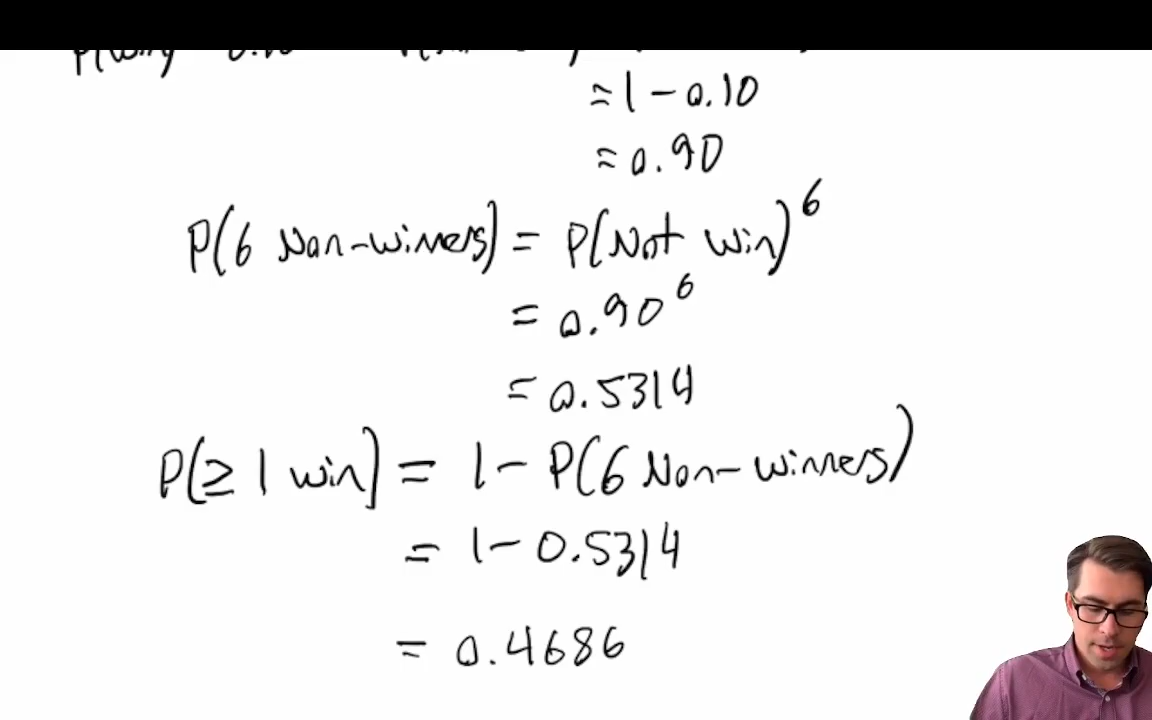 = 1 - 0.10
= 0.90
P(6 Non-winners) = P(Not win)^6
= 0.90^6
= 0.5314
P(≥ 1 win) = 1 - P(6 Non-winners)
= 1 - 0.5314
= 0.4686